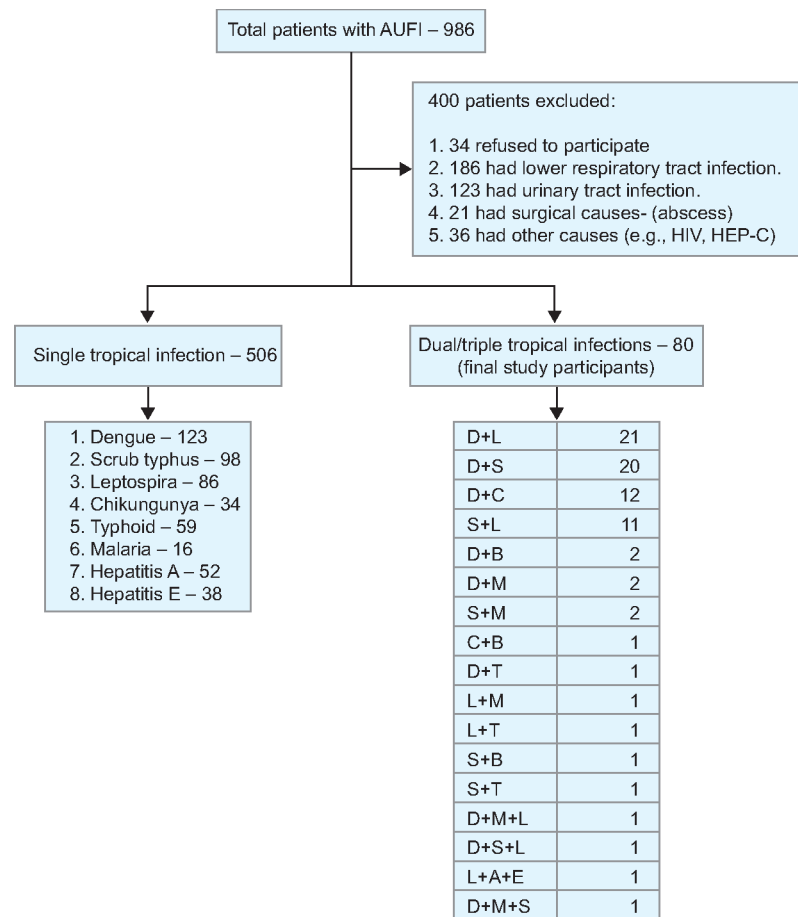 Total patients with AUFI – 986
400 patients excluded:
1. 34 refused to participate
2. 186 had lower respiratory tract infection.
3. 123 had urinary tract infection.
4. 21 had surgical causes- (abscess)
5. 36 had other causes (e.g., HIV, HEP-C)
Single tropical infection – 506
Dual/triple tropical infections – 80
(final study participants)
1. Dengue – 123
2. Scrub typhus – 98
3. Leptospira – 86
4. Chikungunya – 34
5. Typhoid – 59
6. Malaria – 16
7. Hepatitis A – 52
8. Hepatitis E – 38
D+L 21
D+S 20
D+C 12
S+L 11
D+B 2
D+M 2
S+M 2
C+B 1
D+T 1
L+M 1
L+T 1
S+B 1
S+T 1
D+M+L 1
D+S+L 1
L+A+E 1
D+M+S 1